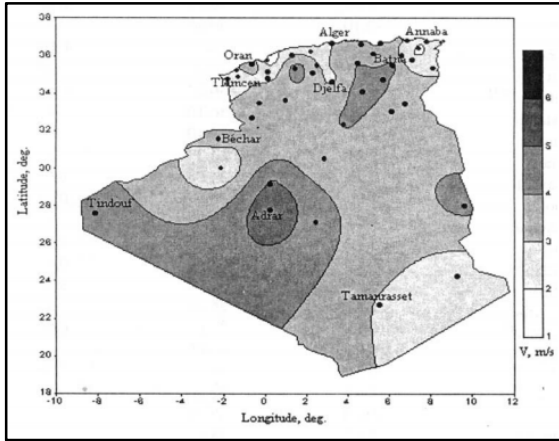 38
36
34
32
30
28
26
24
22
20
18
Latitude, deg.
Alger
Annaba
Oran
Batna
Tlemcen
Djelfa
Béchar
Tindouf
Adrar
Tamanrasset
6
5
4
3
2
1
V, m/s
-10 -8 -6 -4 -2 0 2 4 6 8 10 12
Longitude, deg.